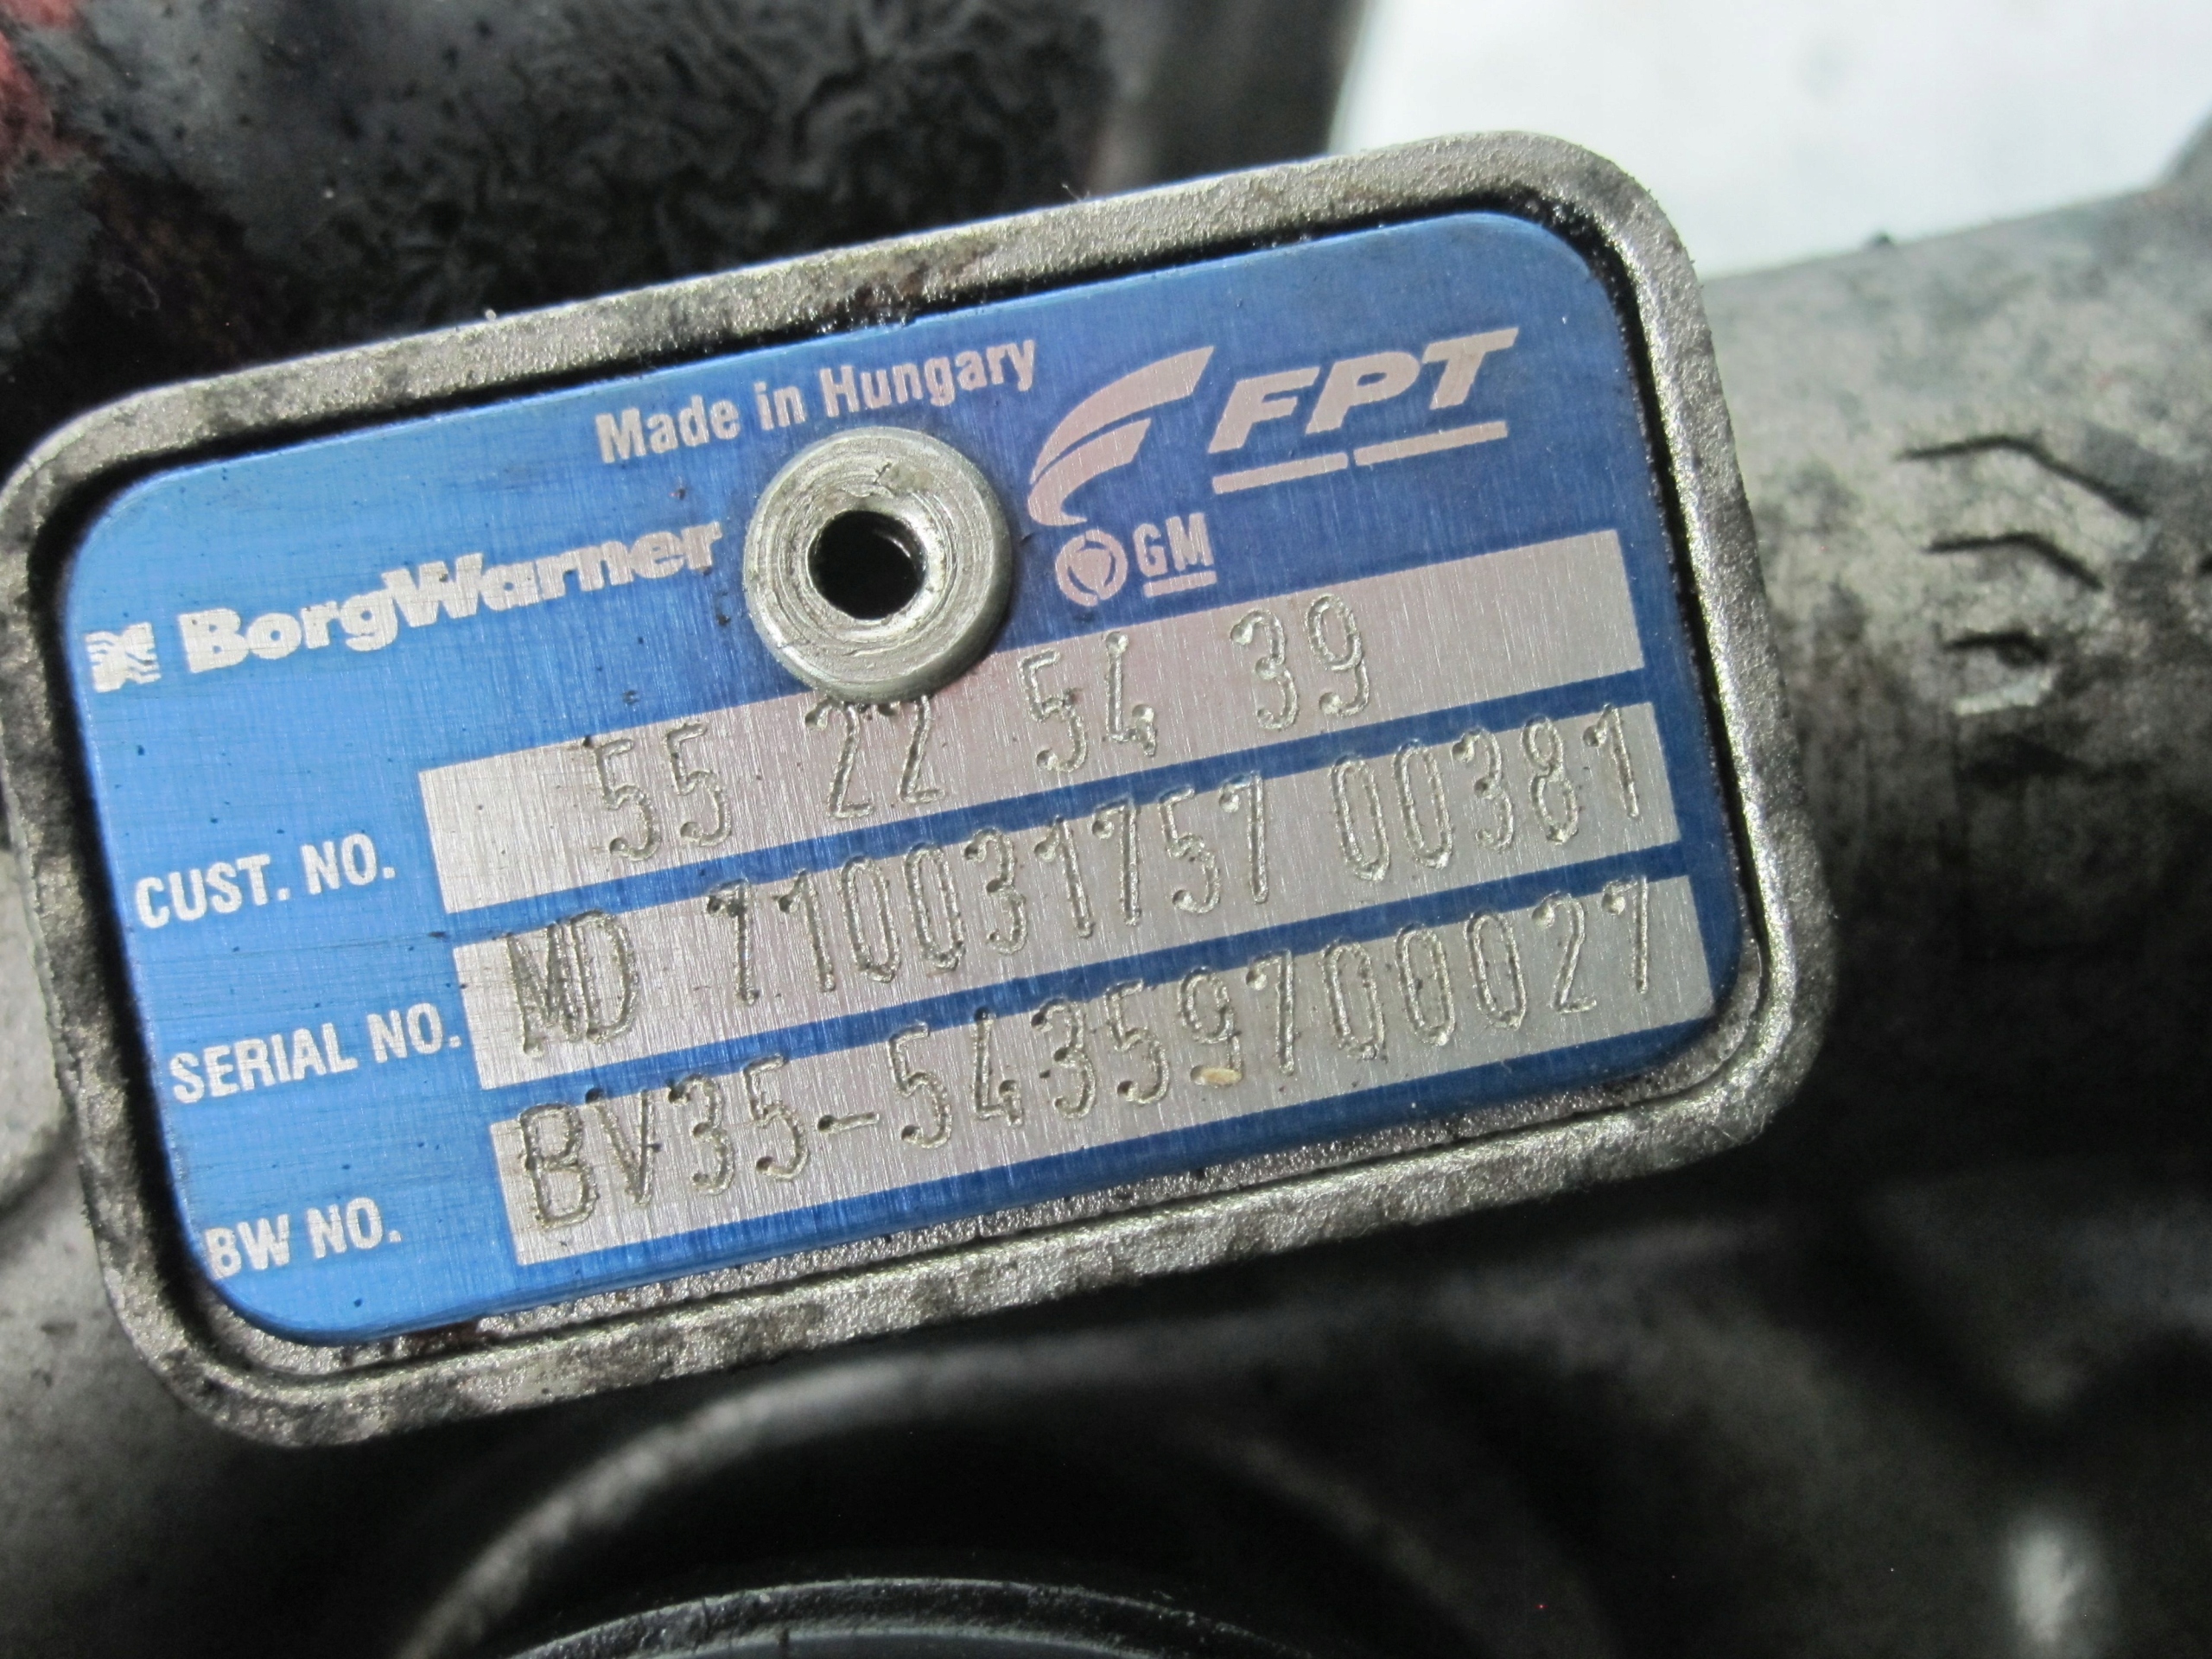 Made in Hungary
FPT
BorgWarner
GM
CUST. NO. 55 22 54 39
SERIAL NO. MD 110031757 00381
BW NO. BV35-54359700027